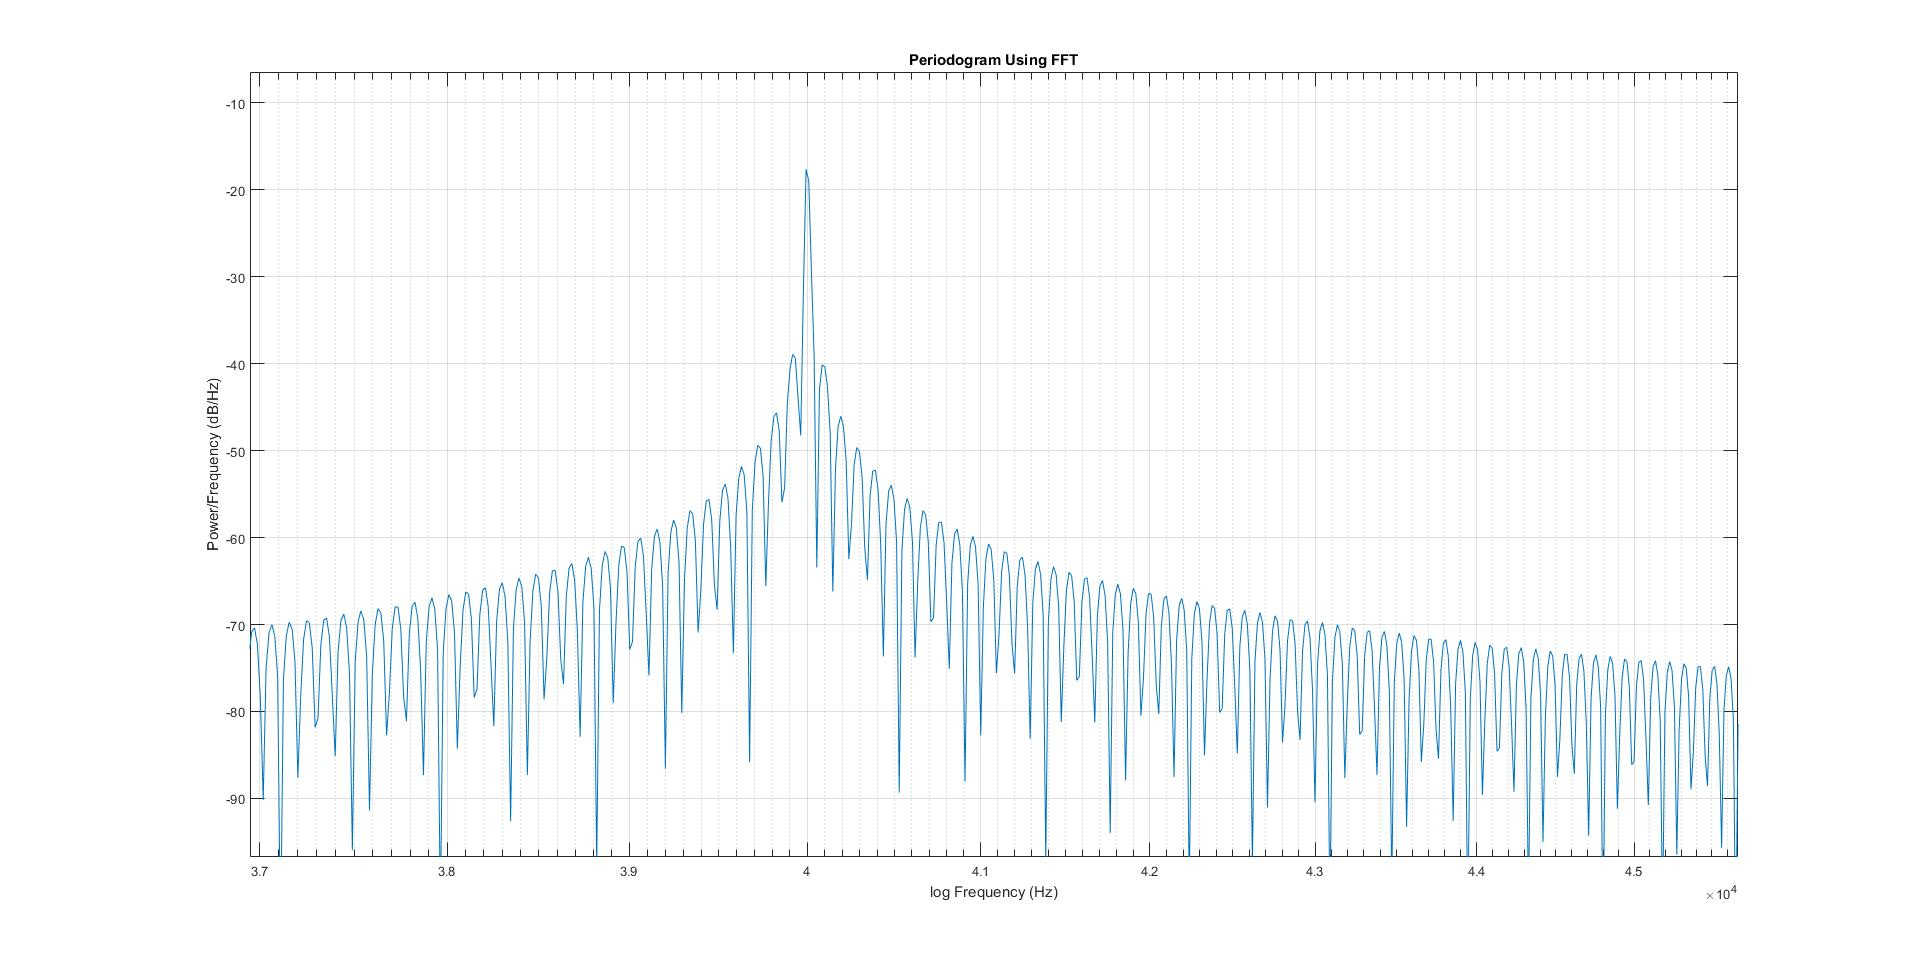 Periodogram Using FFT
-10
-20
-30
-40
-50
-60
-70
-80
-90
Power/Frequency (dB/Hz)
3.7 3.8 3.9 4 4.1 4.2 4.3 4.4 4.5
log Frequency (Hz)
×10⁴